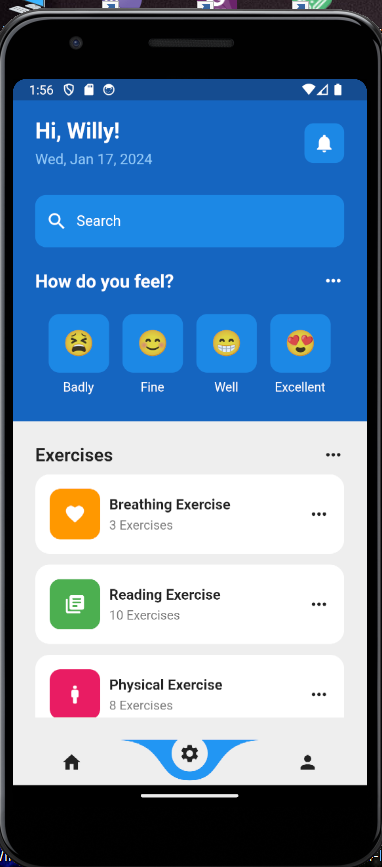 1:56
Hi, Willy!
Wed, Jan 17, 2024
Search
How do you feel?
Badly Fine Well Excellent
Exercises
Breathing Exercise
3 Exercises
Reading Exercise
10 Exercises
Physical Exercise
8 Exercises